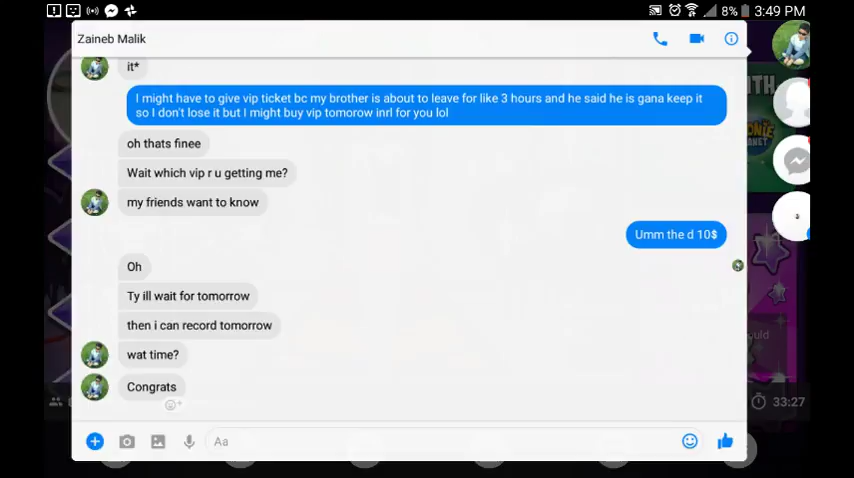 8% 3:49 PM
Zaineb Malik
it*
I might have to give vip ticket bc my brother is about to leave for like 3 hours and he said he is gana keep it
so I don't lose it but I might buy vip tomorow inrl for you lol
oh thats finee
Wait which vip r u getting me?
my friends want to know
Umm the d 10$
Oh
Ty ill wait for tomorrow
then i can record tomorrow
wat time?
Congrats
33:27
Aa